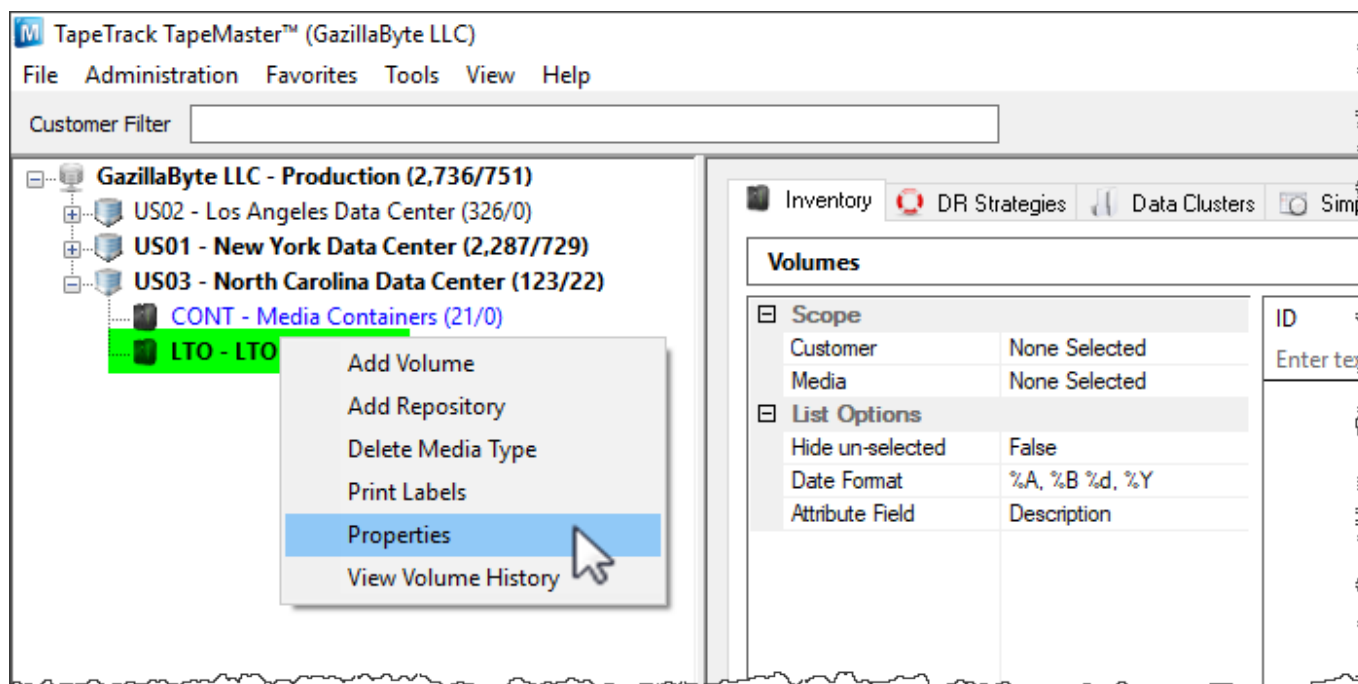 TapeTrack TapeMaster™ (GazillaByte LLC)
File Administration Favorites Tools View Help
Customer Filter
GazillaByte LLC - Production (2,736/751)
US02 - Los Angeles Data Center (326/0)
US01 - New York Data Center (2,287/729)
US03 - North Carolina Data Center (123/22)
CONT - Media Containers (21/0)
LTO - LTO
Add Volume
Add Repository
Delete Media Type
Print Labels
Properties
View Volume History
Inventory DR Strategies Data Clusters
Volumes
Scope
Customer None Selected
Media None Selected
List Options
Hide un-selected False
Date Format %A, %B %d, %Y
Attribute Field Description
ID
Enter